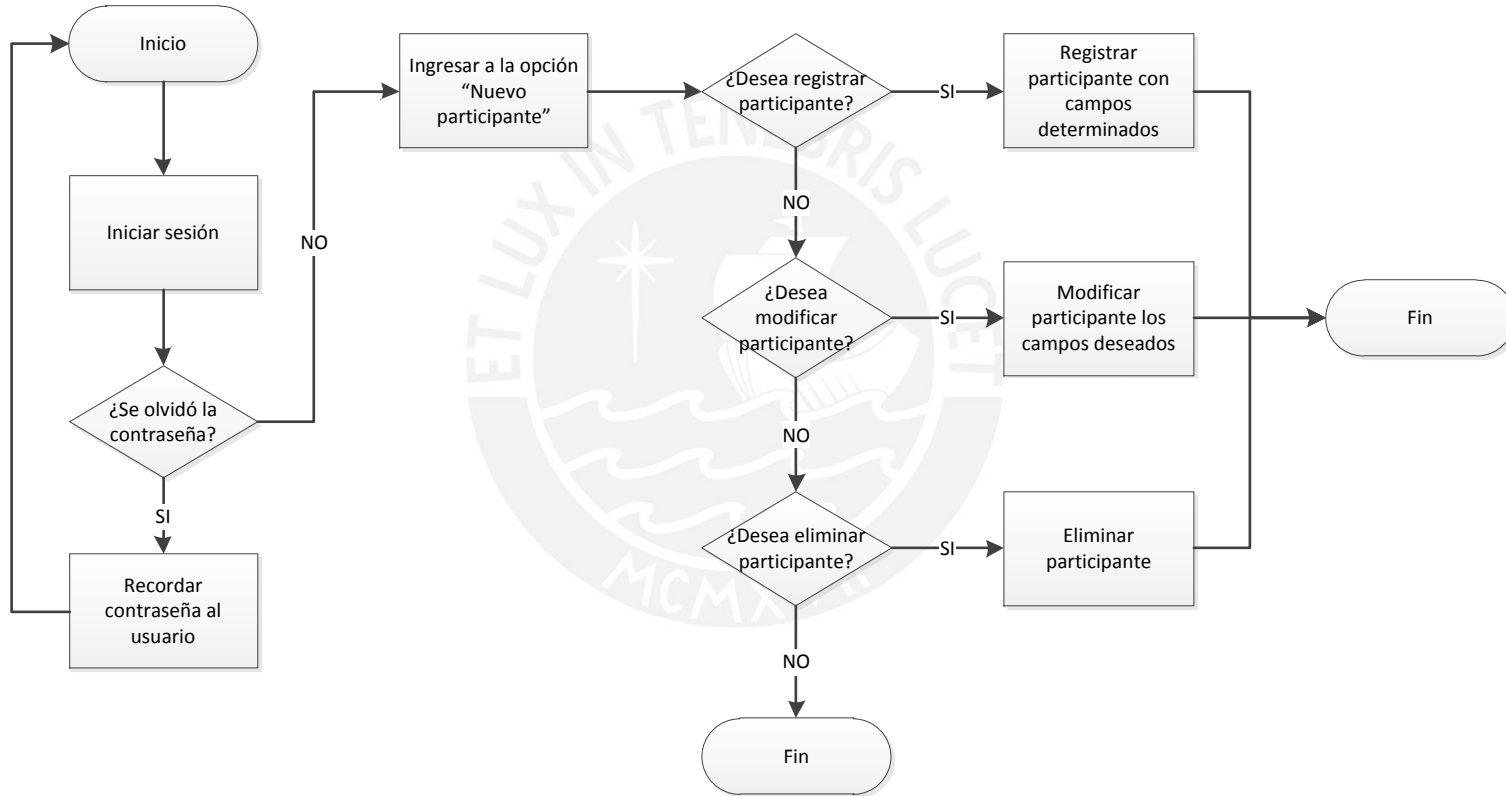 Inicio
Iniciar sesión
¿Se olvidó la
contraseña?
SI
Recordar
contraseña al
usuario
NO
Ingresar a la opción
“Nuevo
participante”
¿Desea registrar
participante?
SI
Registrar
participante con
campos
determinados
NO
¿Desea
modificar
participante?
SI
Modificar
participante los
campos deseados
NO
¿Desea eliminar
participante?
SI
Eliminar
participante
NO
Fin
Fin
ET LUX IN TENEBRIS LUCET